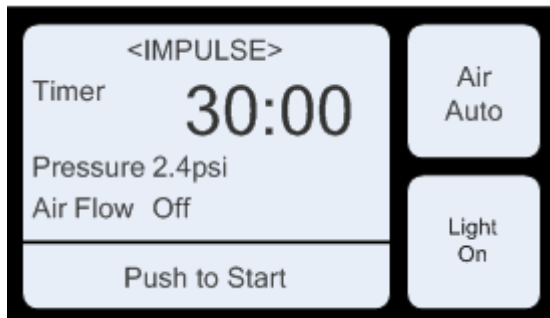 <IMPULSE>
Timer 30:00
Pressure 2.4psi
Air Flow Off
Push to Start
Air
Auto
Light
On